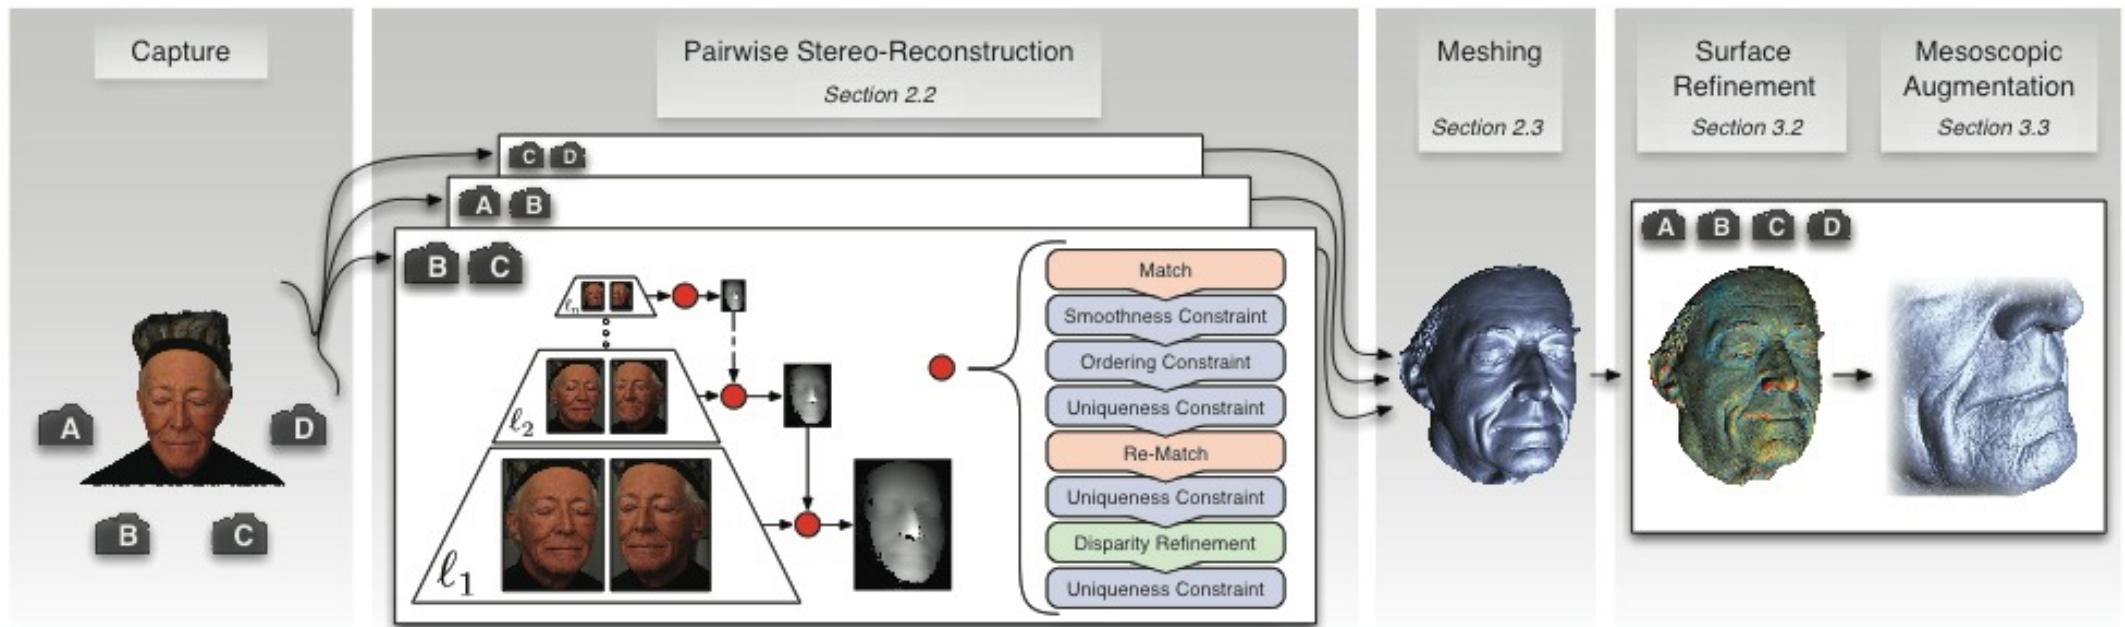 Capture
A
D
B
C
Pairwise Stereo-Reconstruction
Section 2.2
C D
A B
B C
ℓn
ℓ2
ℓ1
Match
Smoothness Constraint
Ordering Constraint
Uniqueness Constraint
Re-Match
Uniqueness Constraint
Disparity Refinement
Uniqueness Constraint
Meshing
Section 2.3
Surface
Refinement
Section 3.2
Mesoscopic
Augmentation
Section 3.3
A B C D